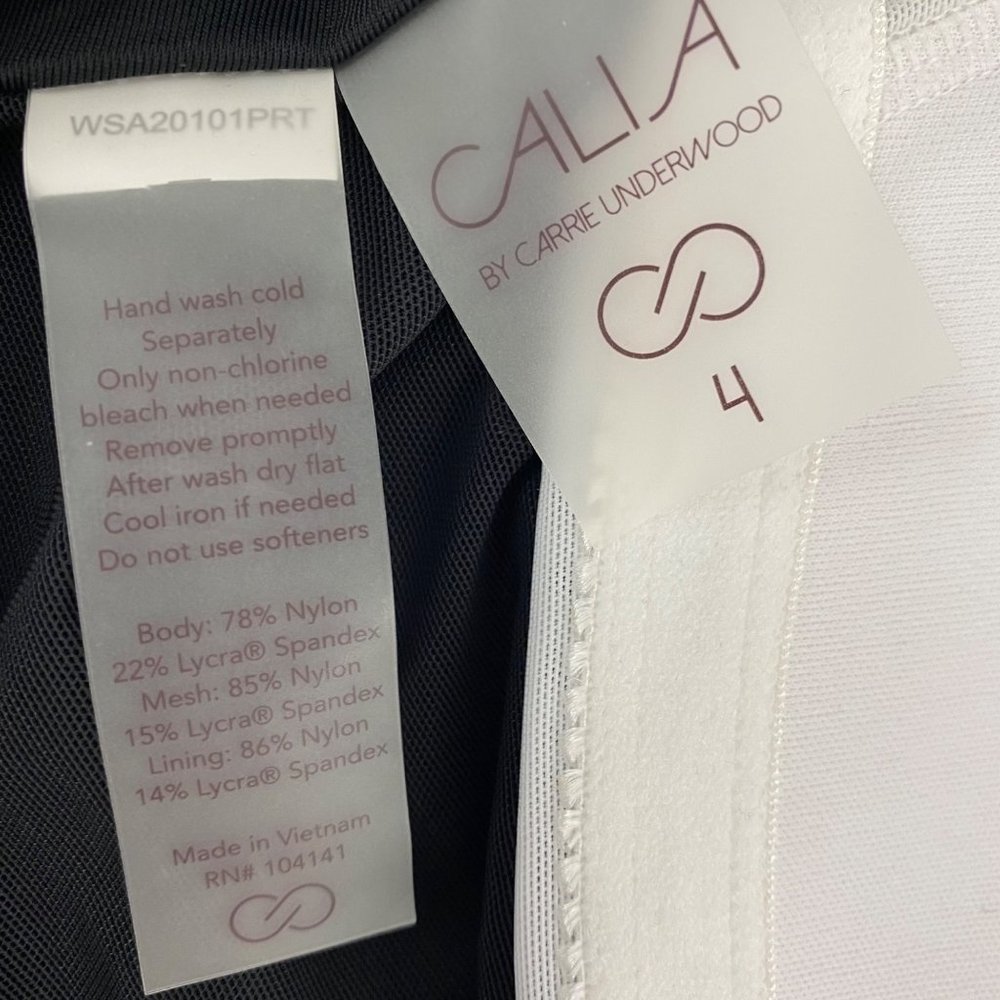 WSA20101PRT
Hand wash cold
Separately
Only non-chlorine
bleach when needed
Remove promptly
After wash dry flat
Cool iron if needed
Do not use softeners
Body: 78% Nylon
22% Lycra® Spandex
Mesh: 85% Nylon
15% Lycra® Spandex
Lining: 86% Nylon
14% Lycra® Spandex
Made in Vietnam
RN# 104141
CALIA
BY CARRIE UNDERWOOD
4